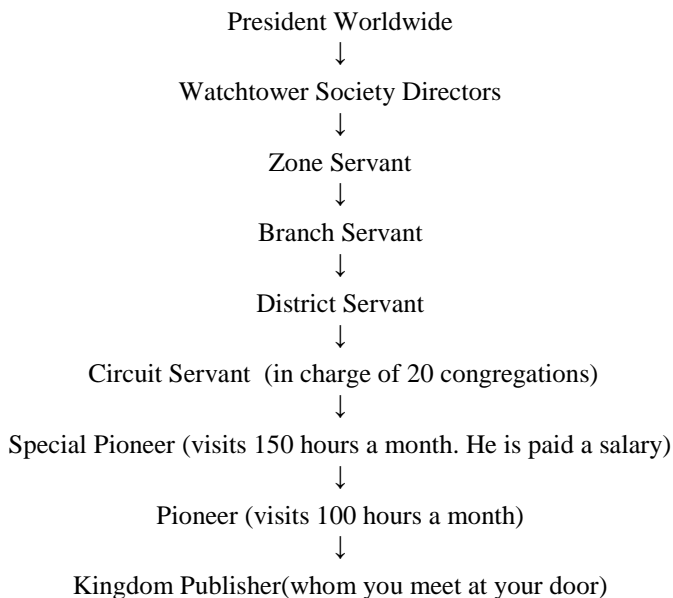 President Worldwide
↓
Watchtower Society Directors
↓
Zone Servant
↓
Branch Servant
↓
District Servant
↓
Circuit Servant  (in charge of 20 congregations)
↓
Special Pioneer (visits 150 hours a month. He is paid a salary)
↓
Pioneer (visits 100 hours a month)
↓
Kingdom Publisher(whom you meet at your door)